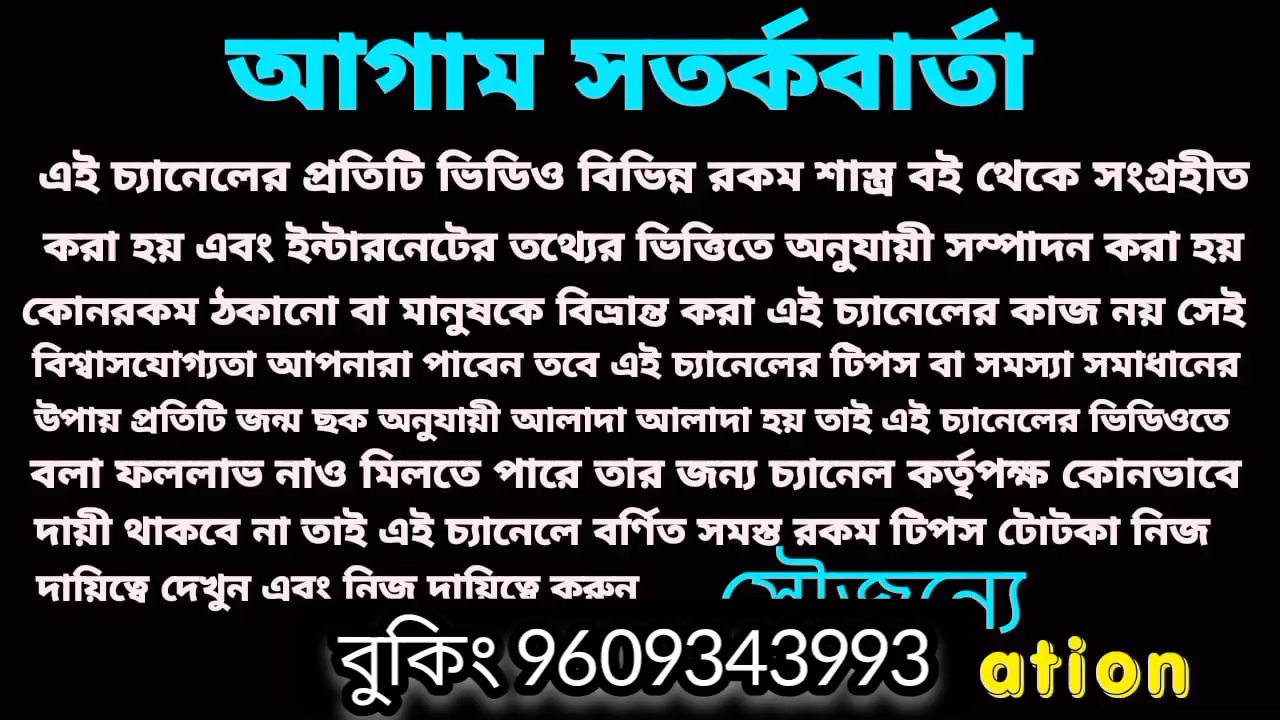 আগাম সতর্কবার্তা
এই চ্যানেলের প্রতিটি ভিডিও বিভিন্ন রকম শাস্ত্র বই থেকে সংগ্রহীত
করা হয় এবং ইন্টারনেটের তথ্যের ভিত্তিতে অনুযায়ী সম্পাদন করা হয়
কোনরকম ঠকানো বা মানুষকে বিভ্রান্ত করা এই চ্যানেলের কাজ নয় সেই
বিশ্বাসযোগ্যতা আপনারা পাবেন তবে এই চ্যানেলের টিপস বা সমস্যা সমাধানের
উপায় প্রতিটি জন্ম ছক অনুযায়ী আলাদা আলাদা হয় তাই এই চ্যানেলের ভিডিওতে
বলা ফললাভ নাও মিলতে পারে তার জন্য চ্যানেল কর্তৃপক্ষ কোনভাবে
দায়ী থাকবে না তাই এই চ্যানেলে বর্ণিত সমস্ত রকম টিপস টোটকা নিজ
দায়িত্বে দেখুন এবং নিজ দায়িত্বে করুন
সৌজন্যে
বুকিং 9609343993
ation